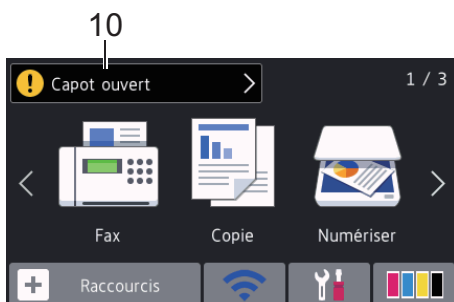 10
Capot ouvert
1 / 3
Fax
Copie
Numériser
Raccourcis